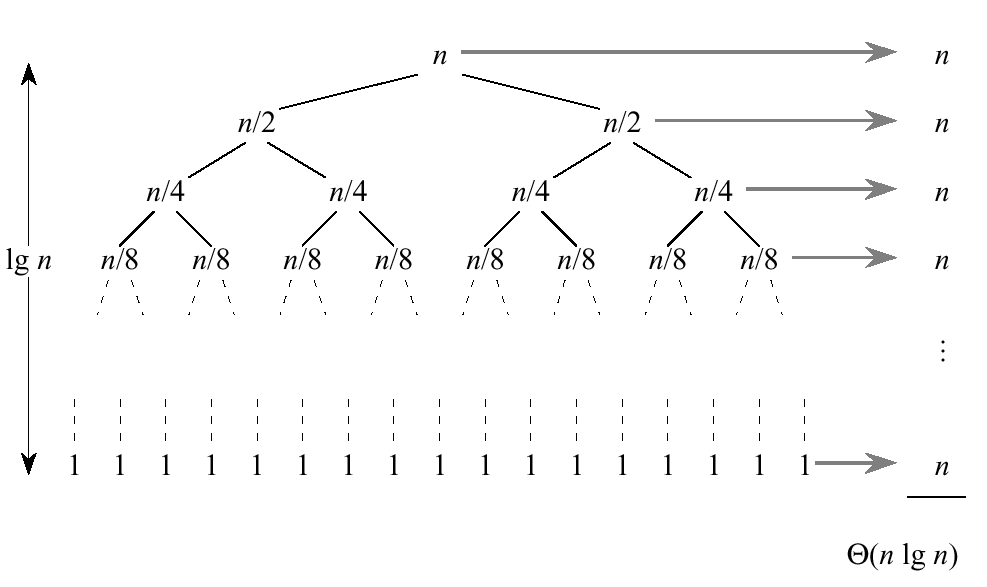 n n
n/2 n/2 n
n/4 n/4 n/4 n/4 n
lg n n/8 n/8 n/8 n/8 n/8 n/8 n/8 n/8 n
⋮
1 1 1 1 1 1 1 1 1 1 1 1 1 1 1 1 1 n
Θ(n lg n)